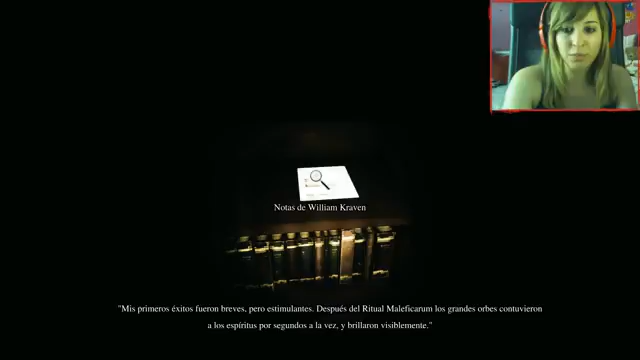 Notas de William Kraven
"Mis primeros éxitos fueron breves, pero estimulantes. Después del Ritual Maleficarum los grandes orbes contuvieron
a los espíritus por segundos a la vez, y brillaron visiblemente."